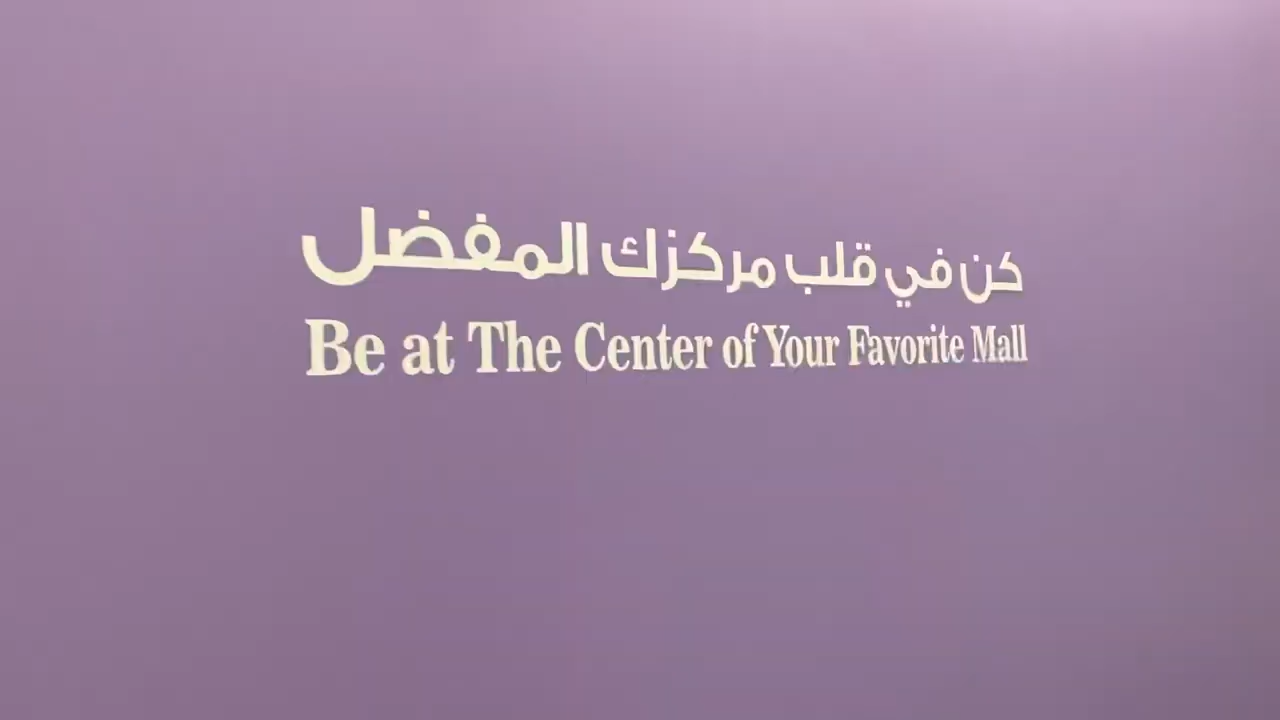 كن في قلب مركزك المفضل
Be at The Center of Your Favorite Mall